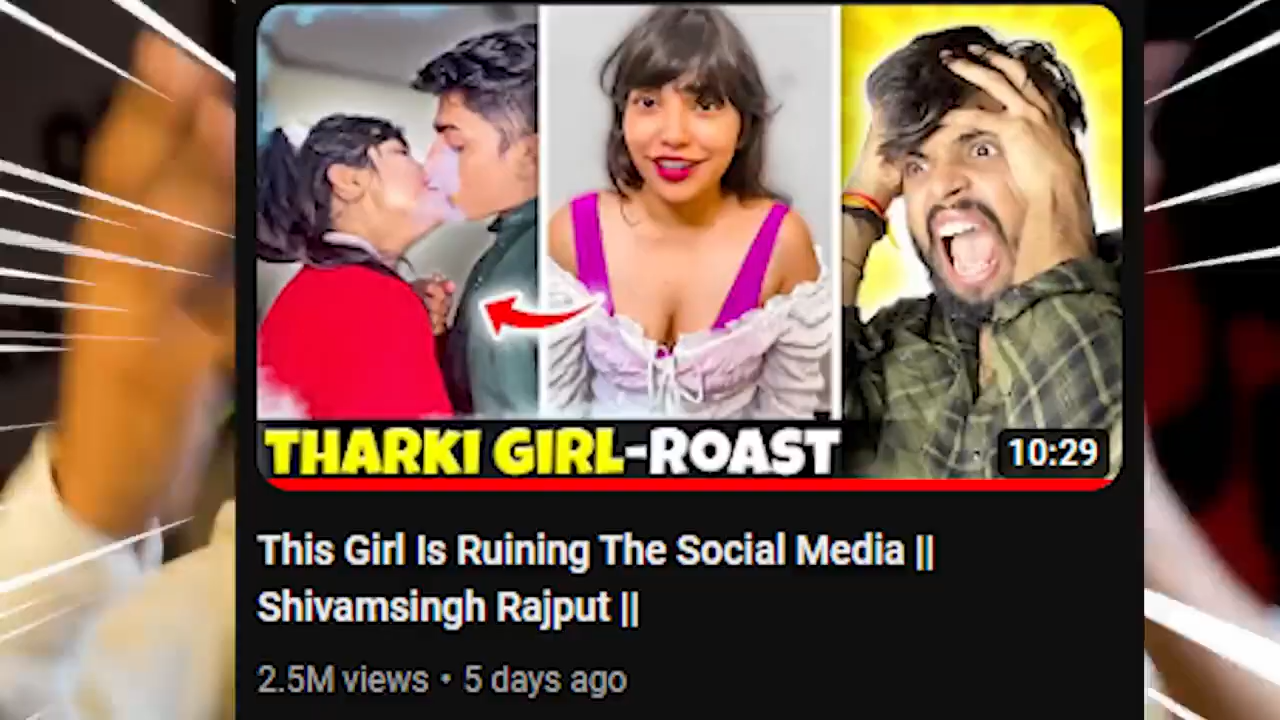 THARKI GIRL-ROAST
10:29
This Girl Is Ruining The Social Media ||
Shivamsingh Rajput ||
2.5M views • 5 days ago